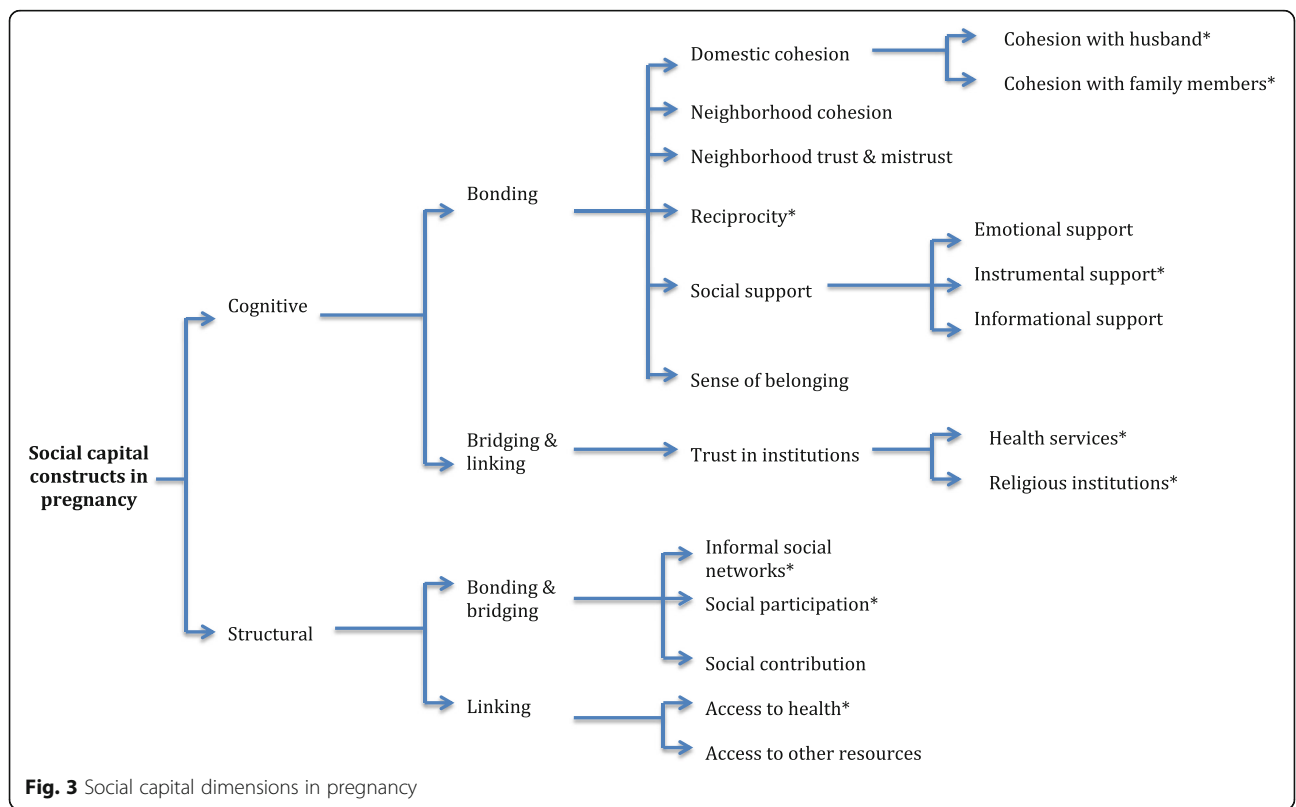 Domestic cohesion
Cohesion with husband*
Cohesion with family members*
Neighborhood cohesion
Neighborhood trust & mistrust
Bonding
Reciprocity*
Emotional support
Instrumental support*
Social support
Informational support
Cognitive
Sense of belonging
Bridging &
linking
Trust in institutions
Health services*
Religious institutions*
Social capital
constructs in
pregnancy
Informal social
networks*
Bonding &
bridging
Social participation*
Structural
Social contribution
Linking
Access to health*
Access to other resources
Fig. 3 Social capital dimensions in pregnancy